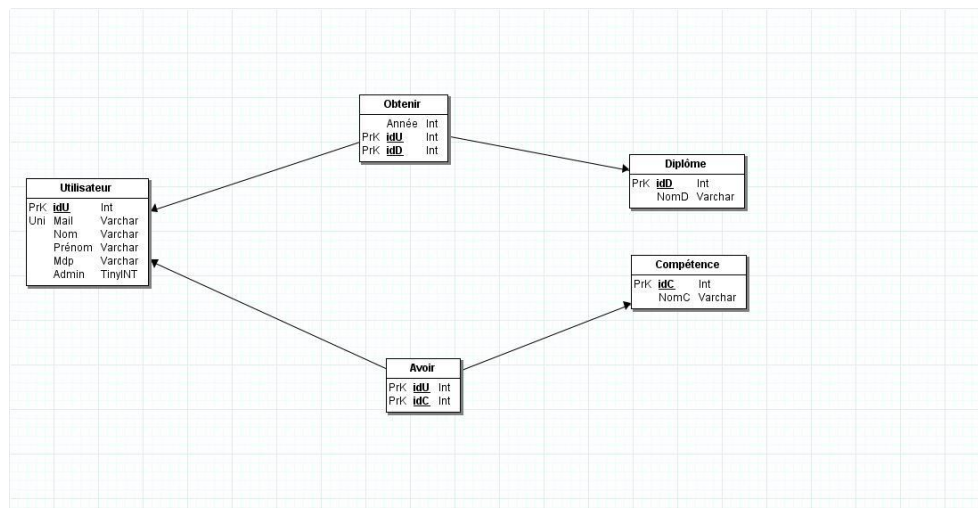 Obtenir
Année Int
PrK idU Int
PrK idD Int
Diplôme
PrK idD Int
NomD Varchar
Utilisateur
PrK idU Int
Uni Mail Varchar
Nom Varchar
Prénom Varchar
Mdp Varchar
Admin TinyINT
Compétence
PrK idC Int
NomC Varchar
Avoir
PrK idU Int
PrK idC Int